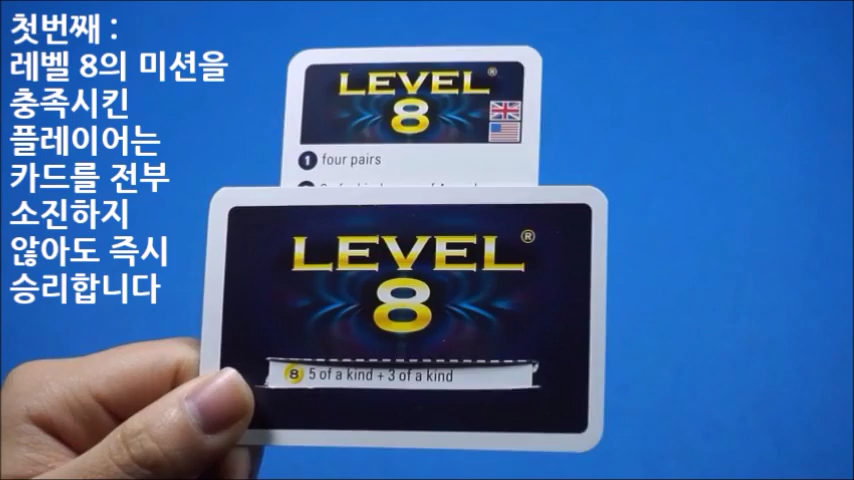 첫번째 :
레벨 8의 미션을
충족시킨
플레이어는
카드를 전부
소진하지
않아도 즉시
승리합니다
LEVEL®
8
1 four pairs
LEVEL®
8
8 5 of a kind + 3 of a kind